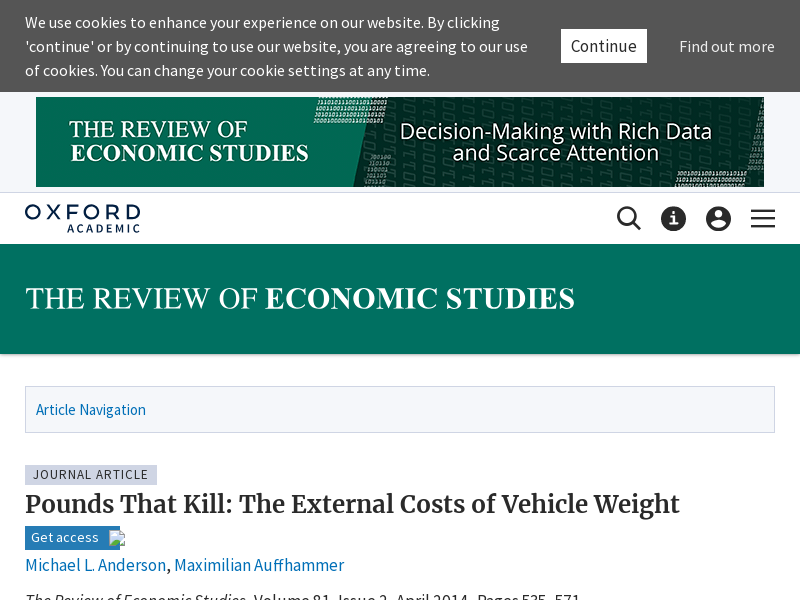 We use cookies to enhance your experience on our website. By clicking
'continue' or by continuing to use our website, you are agreeing to our use
of cookies. You can change your cookie settings at any time.
Continue
Find out more
THE REVIEW OF
ECONOMIC STUDIES
Decision-Making with Rich Data
and Scarce Attention
OXFORD
ACADEMIC
THE REVIEW OF ECONOMIC STUDIES
Article Navigation
JOURNAL ARTICLE
Pounds That Kill: The External Costs of Vehicle Weight
Get access
Michael L. Anderson, Maximilian Auffhammer
The Review of Economic Studies, Volume 81, Issue 2, April 2014, Pages 535–571,